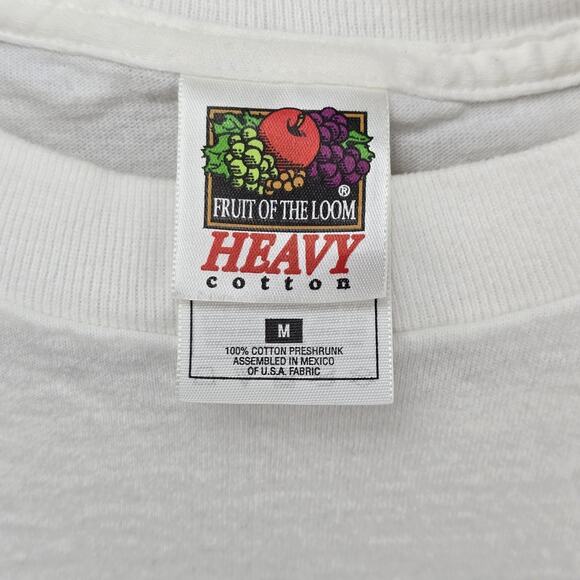 ®
FRUIT OF THE LOOM
HEAVY
cotton
M
100% COTTON PRESHRUNK
ASSEMBLED IN MEXICO
OF U.S.A. FABRIC